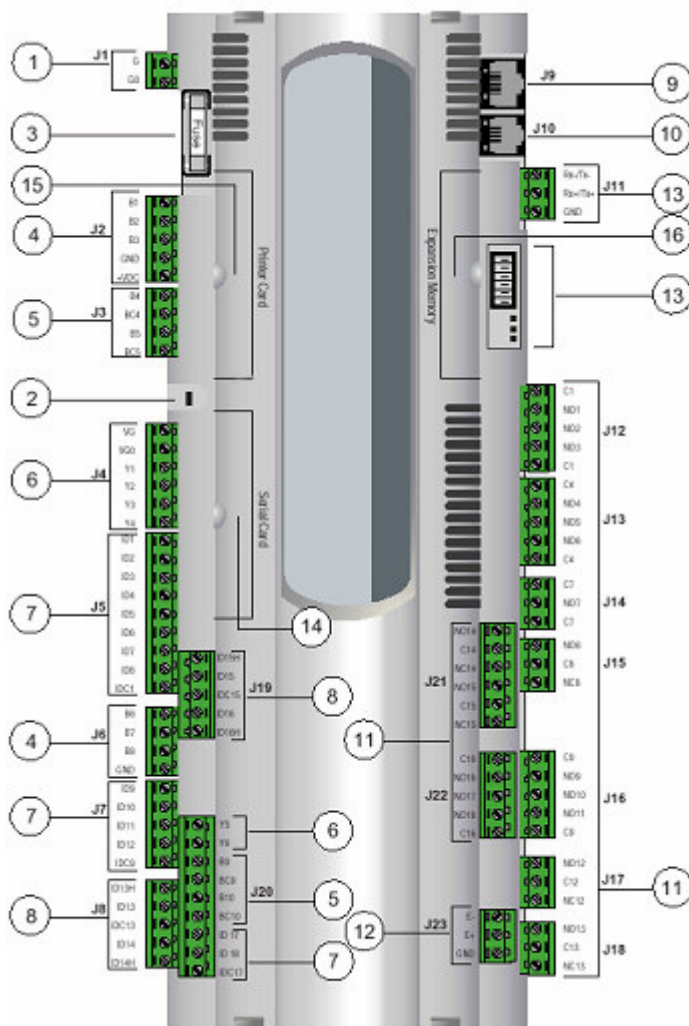 1
J1
G
G0
3
Fuse
15
4
J2
B1
B2
B3
GND
+VDC
5
J3
B4
BC4
B5
BC5
Printer Card
2
6
J4
VG
VG0
Y1
Y2
Y3
Y4
Serial Card
7
J5
ID1
ID2
ID3
ID4
ID5
ID6
ID7
ID8
IDC1
14
ID15H
ID15
IDC15
ID16
ID16H
J19
8
4
J6
B6
B7
B8
GND
7
J7
ID9
ID10
ID11
ID12
IDC9
8
J8
ID13H
ID13
IDC13
ID14
ID14H
Y5
Y6
6
B9
BC9
B10
BC10
J20
5
ID17
ID18
IDC17
7
J9
9
J10
10
Rx-/Tx-
Rx+/Tx+
GND
J11
13
16
Expansion Memory
13
C1
NO1
NO2
NO3
C1
J12
C4
NO4
NO5
NO6
C4
J13
C7
NO7
C7
J14
NO8
C8
NC8
J15
J21
NO14
C14
NC14
NO15
C15
NC15
11
J22
C16
NO16
NO17
NO18
C16
C9
NO9
NO10
NO11
C9
J16
NO12
C12
NC12
J17
11
12
J23
E-
E+
GND
NO13
C13
NC13
J18